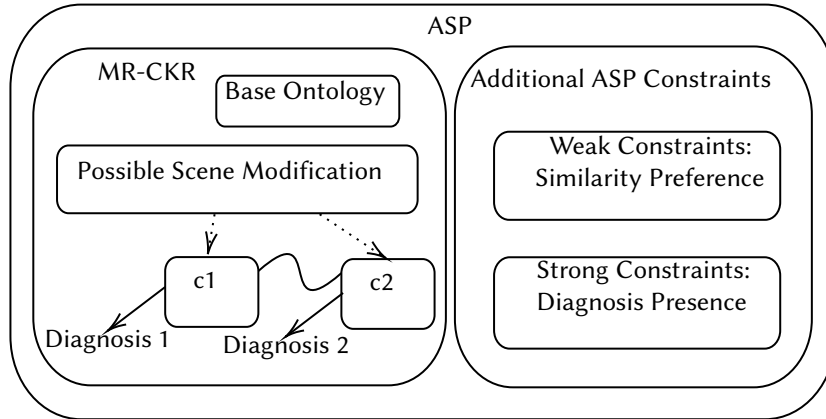 ASP
MR-CKR
Base Ontology
Possible Scene Modification
c1
c2
Diagnosis 1
Diagnosis 2
Additional ASP Constraints
Weak Constraints:
Similarity Preference
Strong Constraints:
Diagnosis Presence